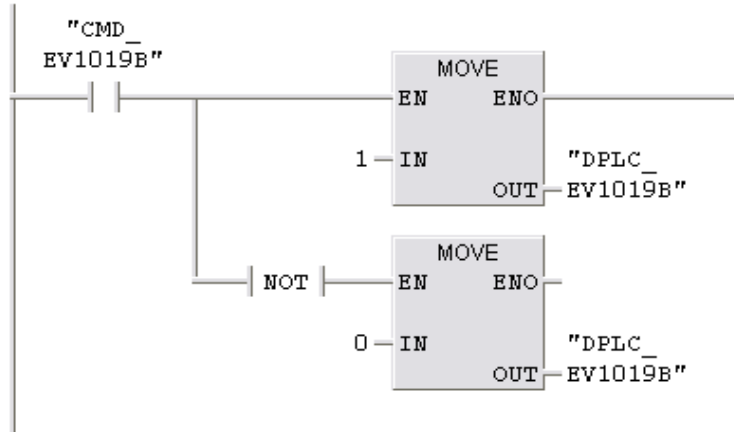 "CMD_
EV1019B"
MOVE
EN ENO
1 IN "DPLC_
OUT EV1019B"
MOVE
NOT EN ENO
0 IN "DPLC_
OUT EV1019B"